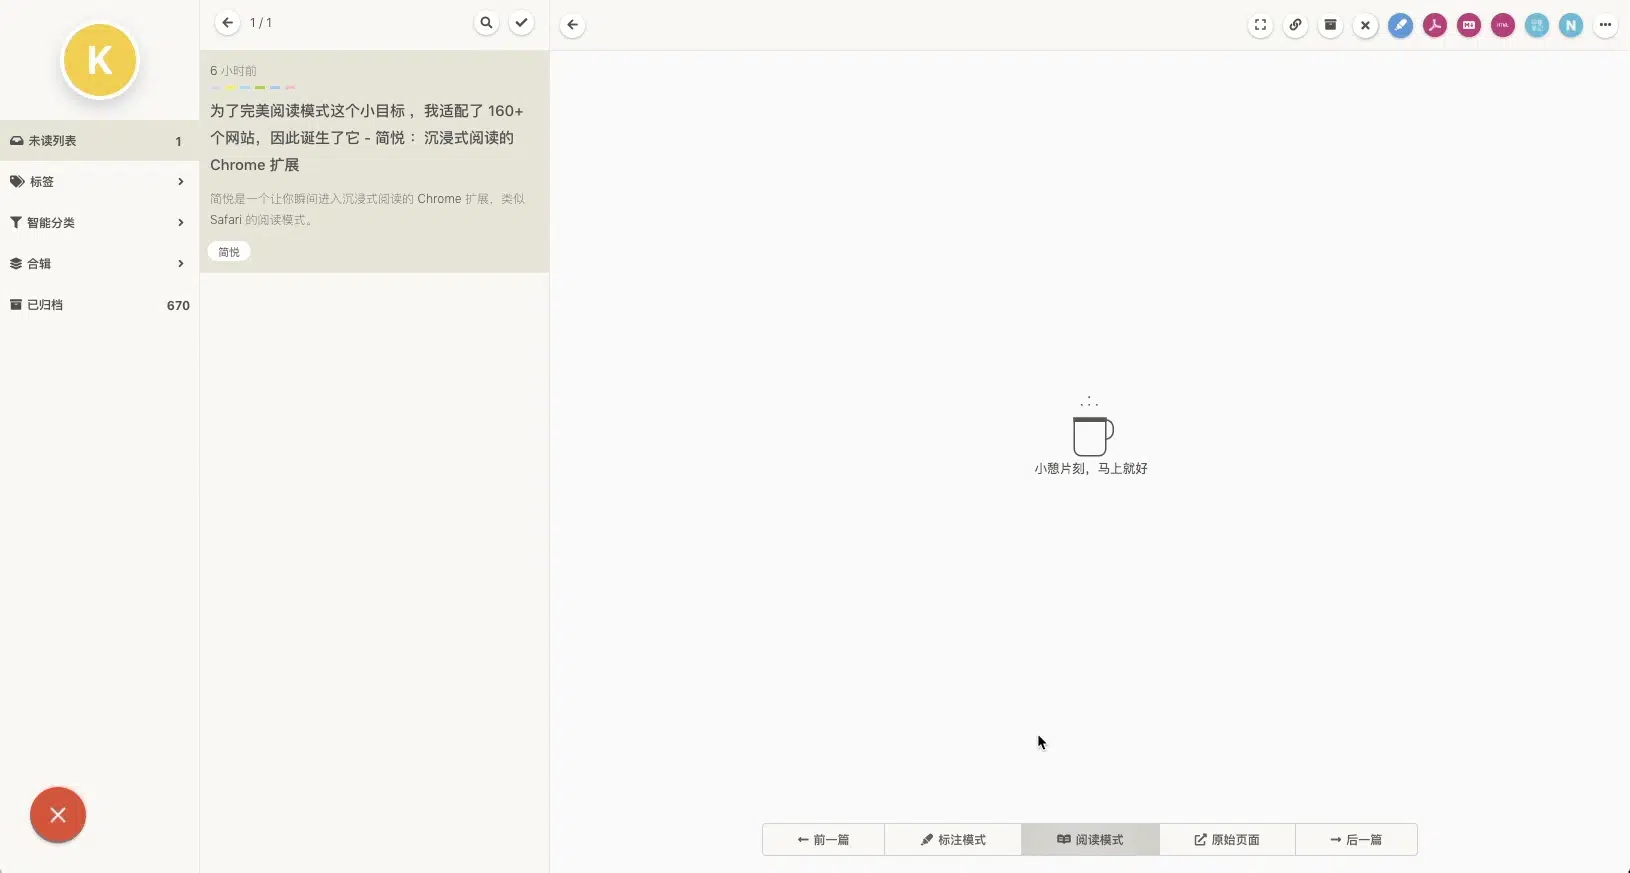 K
未读列表
1
标签
智能分类
合辑
已归档
670
1 / 1
6 小时前
为了完美阅读模式这个小目标 ，我适配了 160+
个网站，因此诞生了它 - 简悦 ： 沉浸式阅读的
Chrome 扩展
简悦是一个让你瞬间进入沉浸式阅读的 Chrome 扩展，类似
Safari 的阅读模式。
简悦
HTML
N
小憩片刻，马上就好
前一篇
标注模式
阅读模式
原始页面
后一篇